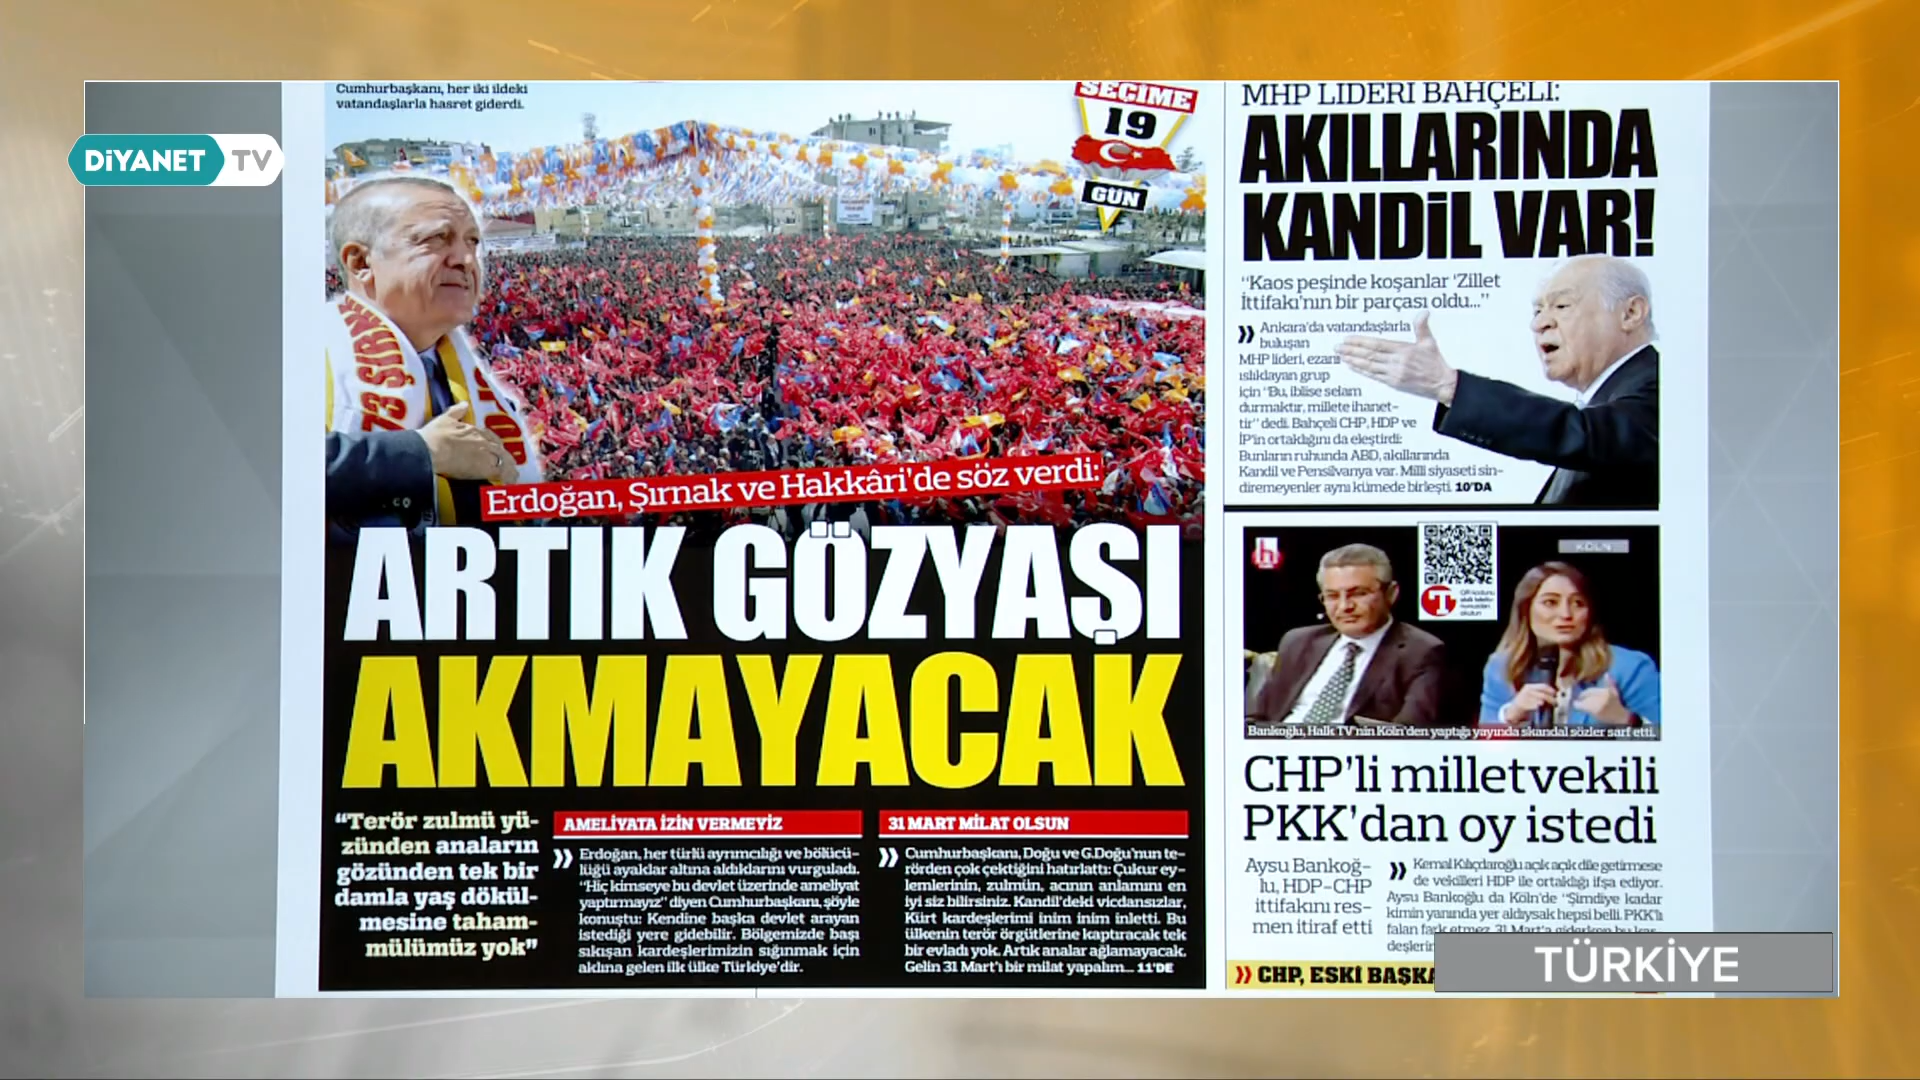 DİYANET TV
Cumhurbaşkanı, her iki ildeki
vatandaşlarla hasret giderdi.
SEÇİME
19
GÜN
73 ŞIRN
Erdoğan, Şırnak ve Hakkâri'de söz verdi:
ARTIK GÖZYAŞI
AKMAYACAK
“Terör zulmü yü-
zünden anaların
gözünden tek bir
damla yaş dökül-
mesine taham-
mülümüz yok”
AMELİYATA İZİN VERMEYİZ
Erdoğan, her türlü ayrımcılığı ve bölücü-
lüğü ayaklar altına aldıklarını vurguladı.
“Hiç kimseye bu devlet üzerinde ameliyat
yaptırmayız” diyen Cumhurbaşkanı, şöyle
konuştu: Kendine başka devlet arayan
istediği yere gidebilir. Bölgemizde başı
sıkışan kardeşlerimizin sığınmak için
aklına gelen ilk ülke Türkiye'dir.
31 MART MİLAT OLSUN
Cumhurbaşkanı, Doğu ve G.Doğu'nun te-
rörden çok çektiğini hatırlattı: Çukur ey-
lemlerinin, zulmün, acının anlamını en
iyi siz bilirsiniz. Kandil'deki vicdansızlar,
Kürt kardeşlerimi inim inim inletti. Bu
ülkenin terör örgütlerine kaptıracak tek
bir evladı yok. Artık analar ağlamayacak.
Gelin 31 Mart'ı bir milat yapalım... 11'DE
MHP LİDERİ BAHÇELİ:
AKILLARINDA
KANDİL VAR!
“Kaos peşinde koşanlar ‘Zillet
İttifakı’nın bir parçası oldu...”
Ankara'da vatandaşlarla
buluşan
MHP lideri, ezanı
ıslıklayan grup
için “Bu, iblise selam
durmaktır, millete ihanet-
tir” dedi. Bahçeli CHP, HDP ve
İP'in ortaklığını da eleştirdi:
Bunların ruhunda ABD, akıllarında
Kandil ve Pensilvanya var. Milli siyaseti sin-
diremeyenler aynı kümede birleşti. 10'DA
h
KÖLN
T
Bankoğlu, Halk TV'nin Köln'den yaptığı yayında skandal sözler sarf etti.
CHP’li milletvekili
PKK’dan oy istedi
Aysu Bankoğ-
lu, HDP-CHP
ittifakını res-
men itiraf etti
Kemal Kılıçdaroğlu açık açık dile getirmese
de vekilleri HDP ile ortaklığı ifşa ediyor.
Aysu Bankoğlu da Köln'de “Şimdiye kadar
kimin yanında yer aldıysak hepsi belli. PKK'lı
falan fark etmez. 31 Mart'a giderken bu kar-
deşlerin
CHP, ESKİ BAŞKA
TÜRKİYE